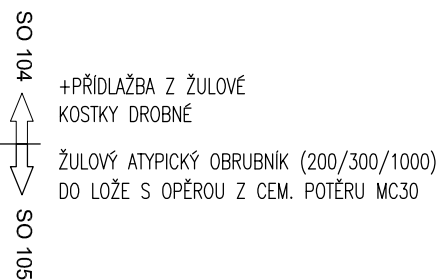 SO 104
+PŘÍDLAŽBA Z ŽULOVÉ
KOSTKY DROBNÉ
ŽULOVÝ ATYPICKÝ OBRUBNÍK (200/300/1000)
DO LOŽE S OPĚROU Z CEM. POTĚRU MC30
SO 105